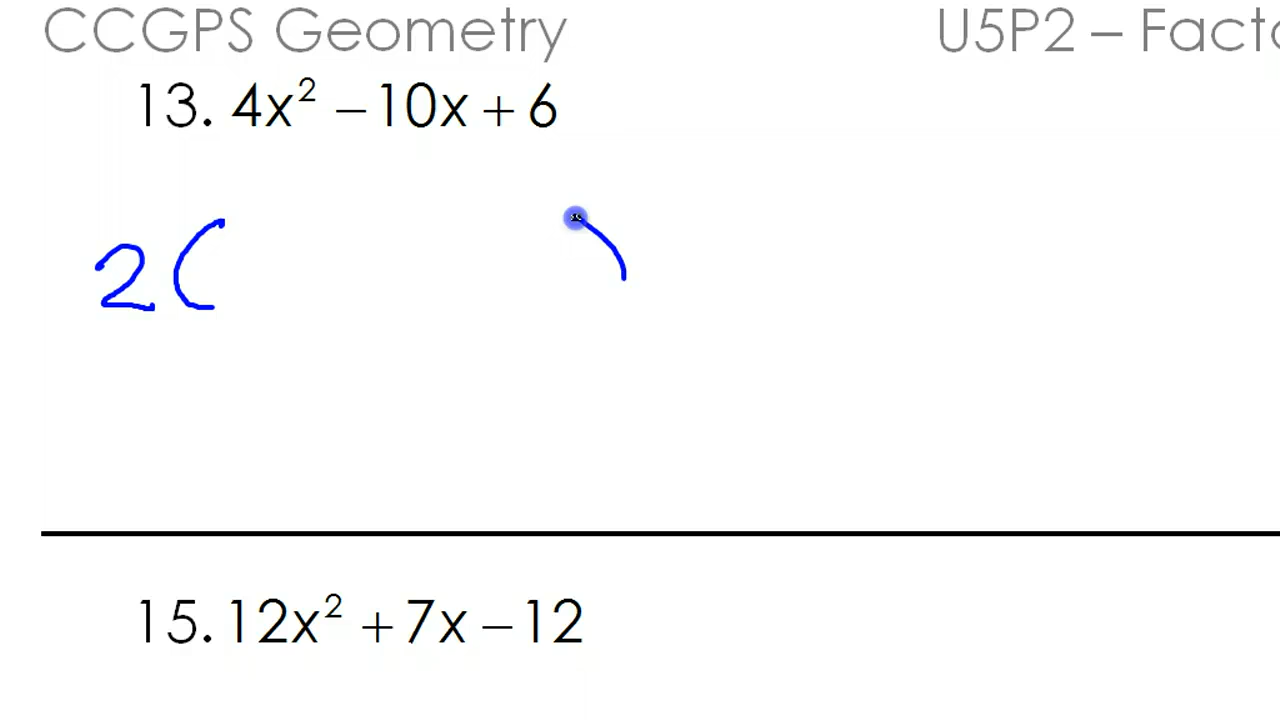 CCGPS Geometry U5P2 – Facto
13. 4x² – 10x + 6
2 ( )
15. 12x² + 7x – 12